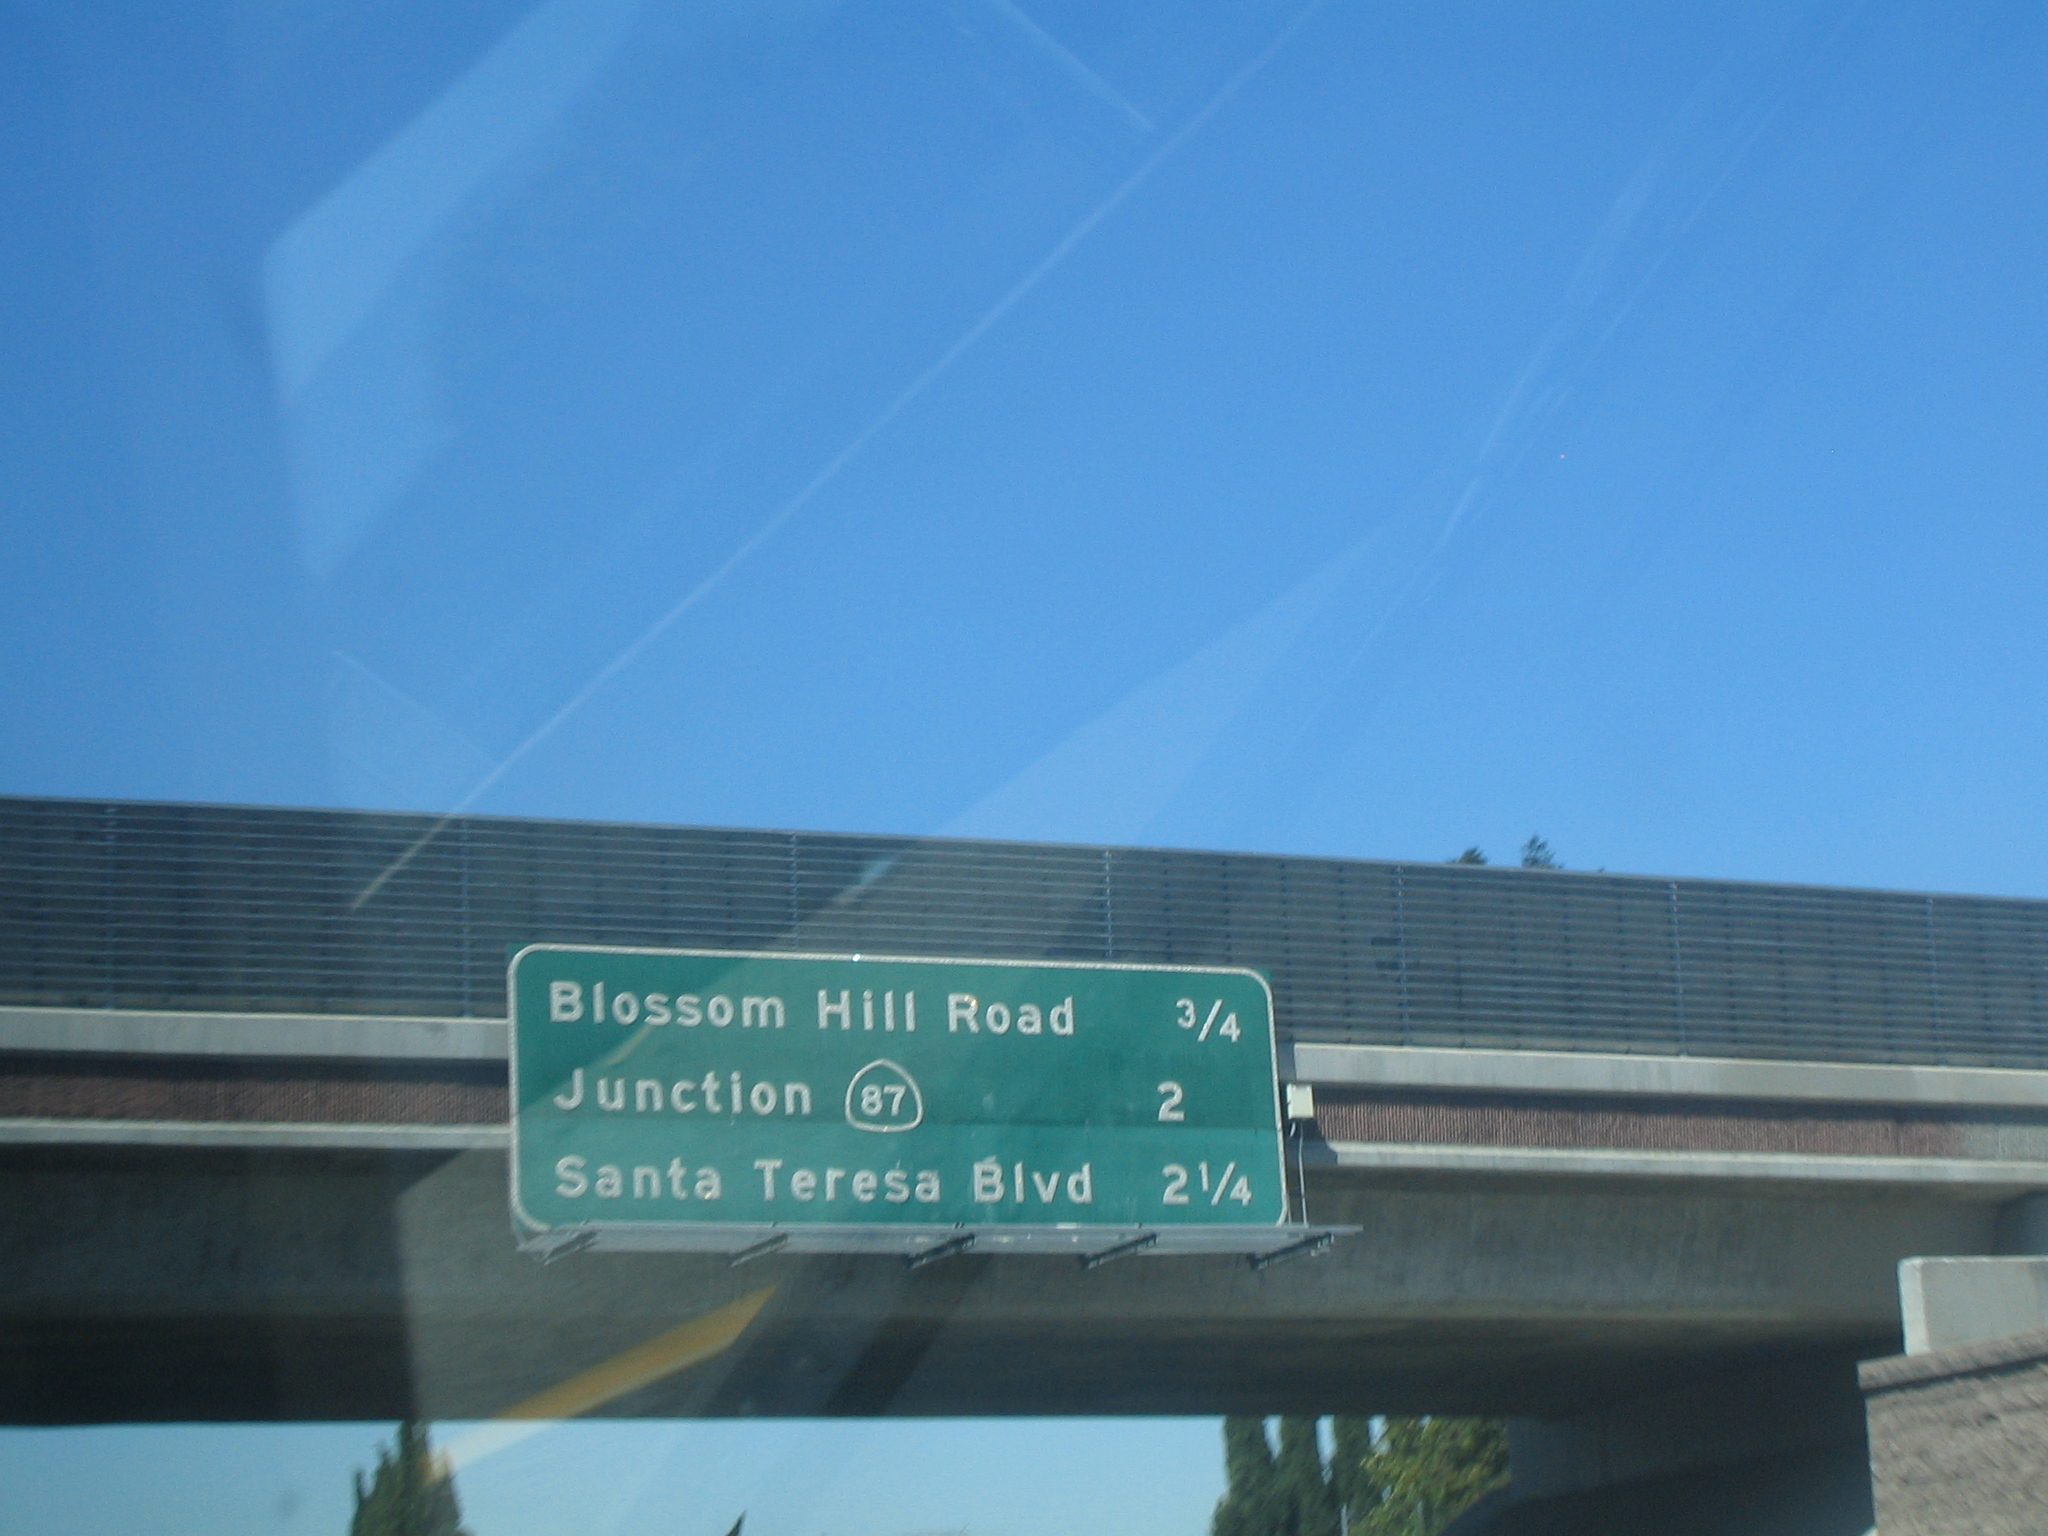 Blossom Hill Road 3/4
Junction 87 2
Santa Teresa Blvd 2 1/4